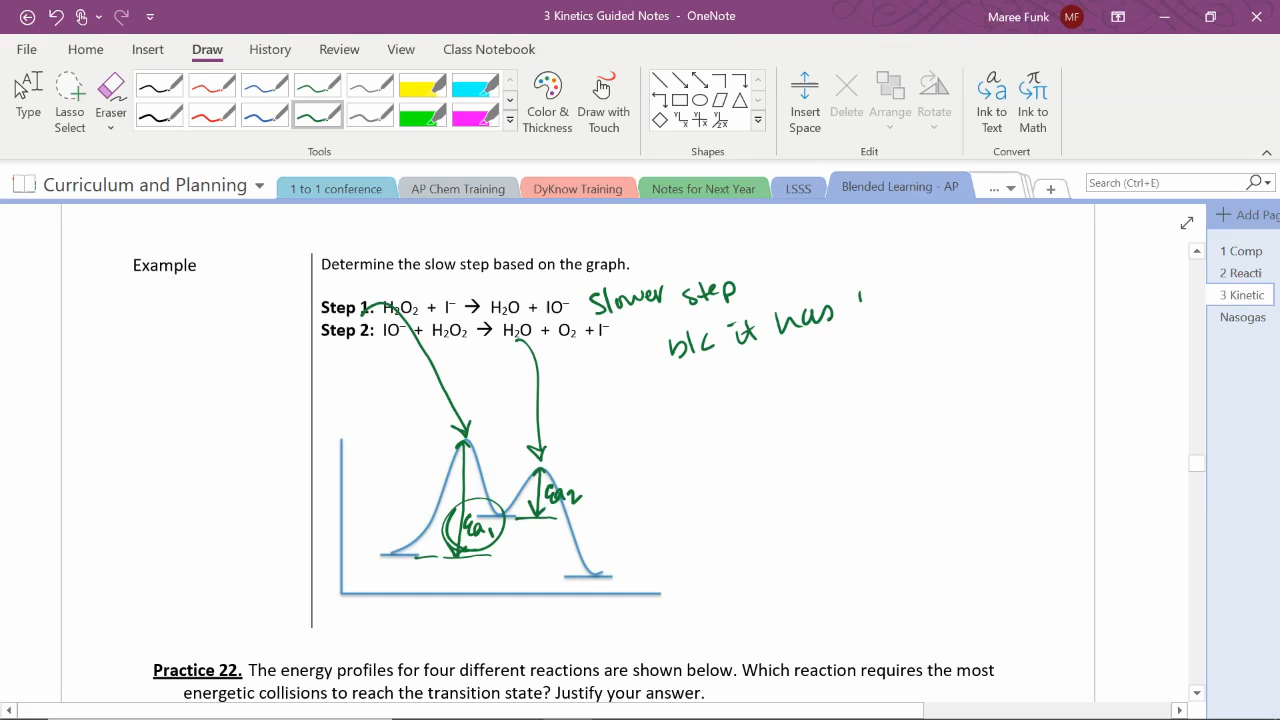 3 Kinetics Guided Notes - OneNote
Maree Funk MF
File Home Insert Draw History Review View Class Notebook
Type
Lasso Select
Eraser
Color & Thickness
Draw with Touch
Insert Space
Delete
Arrange
Rotate
Ink to Text
Ink to Math
Tools Shapes Edit Convert
Curriculum and Planning
1 to 1 conference AP Chem Training DyKnow Training Notes for Next Year LSSS Blended Learning - AP ... +
Search (Ctrl+E)
Add Pag
1 Comp
2 Reacti
3 Kinetic
Nasogas
Example
Determine the slow step based on the graph.
Step 1: H₂O₂ + I⁻ → H₂O + IO⁻
slower step
Step 2: IO⁻ + H₂O₂ → H₂O + O₂ + I⁻
b/c it has
Ea₁
Ea₂
Practice 22. The energy profiles for four different reactions are shown below. Which reaction requires the most
energetic collisions to reach the transition state? Justify your answer.